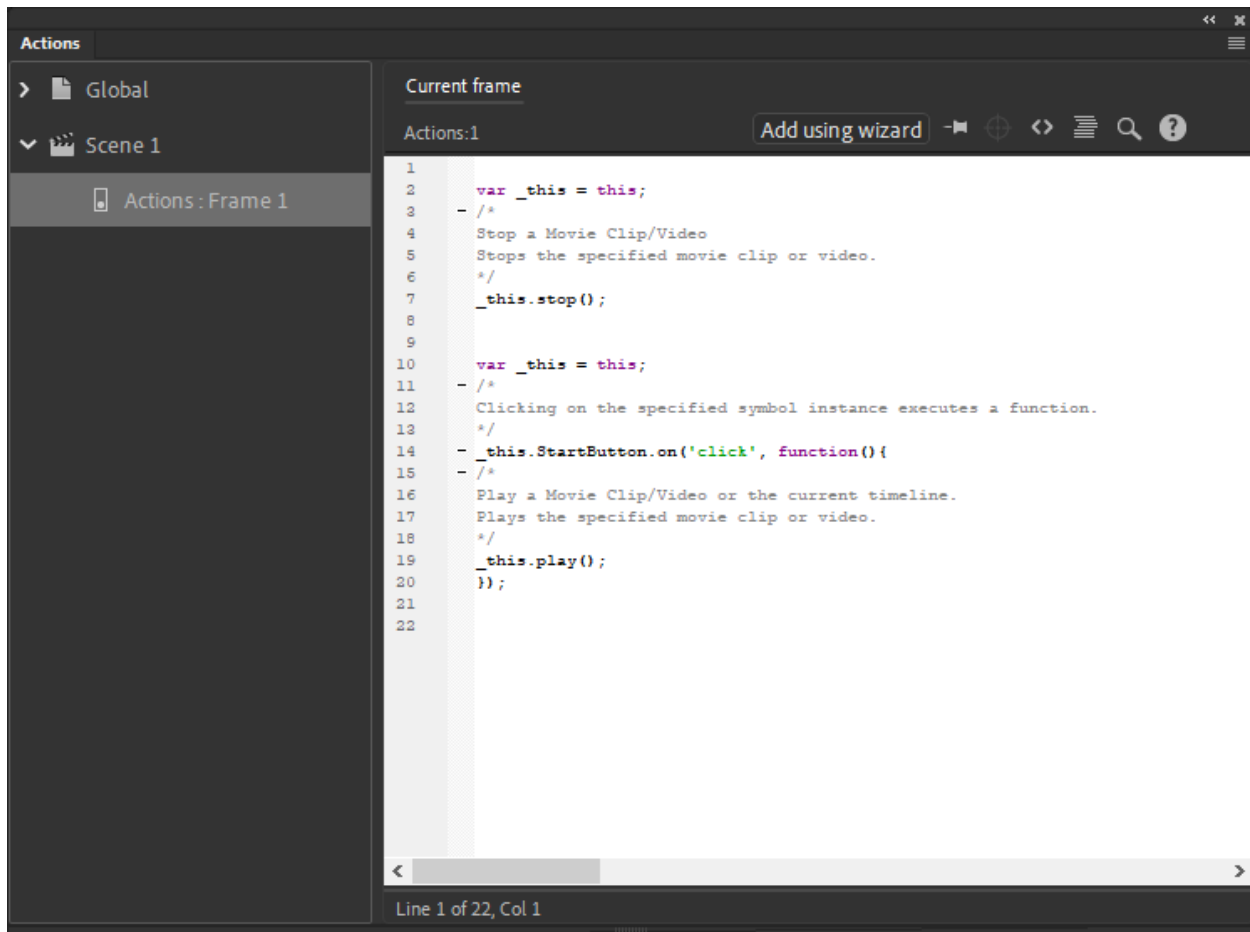 Actions
Global
Scene 1
Actions : Frame 1
Current frame
Actions:1
Add using wizard
1
2 var _this = this;
3 /*
4 Stop a Movie Clip/Video
5 Stops the specified movie clip or video.
6 */
7 _this.stop();
8
9
10 var _this = this;
11 /*
12 Clicking on the specified symbol instance executes a function.
13 */
14 _this.StartButton.on('click', function(){
15 /*
16 Play a Movie Clip/Video or the current timeline.
17 Plays the specified movie clip or video.
18 */
19 _this.play();
20 });
21
22
Line 1 of 22, Col 1